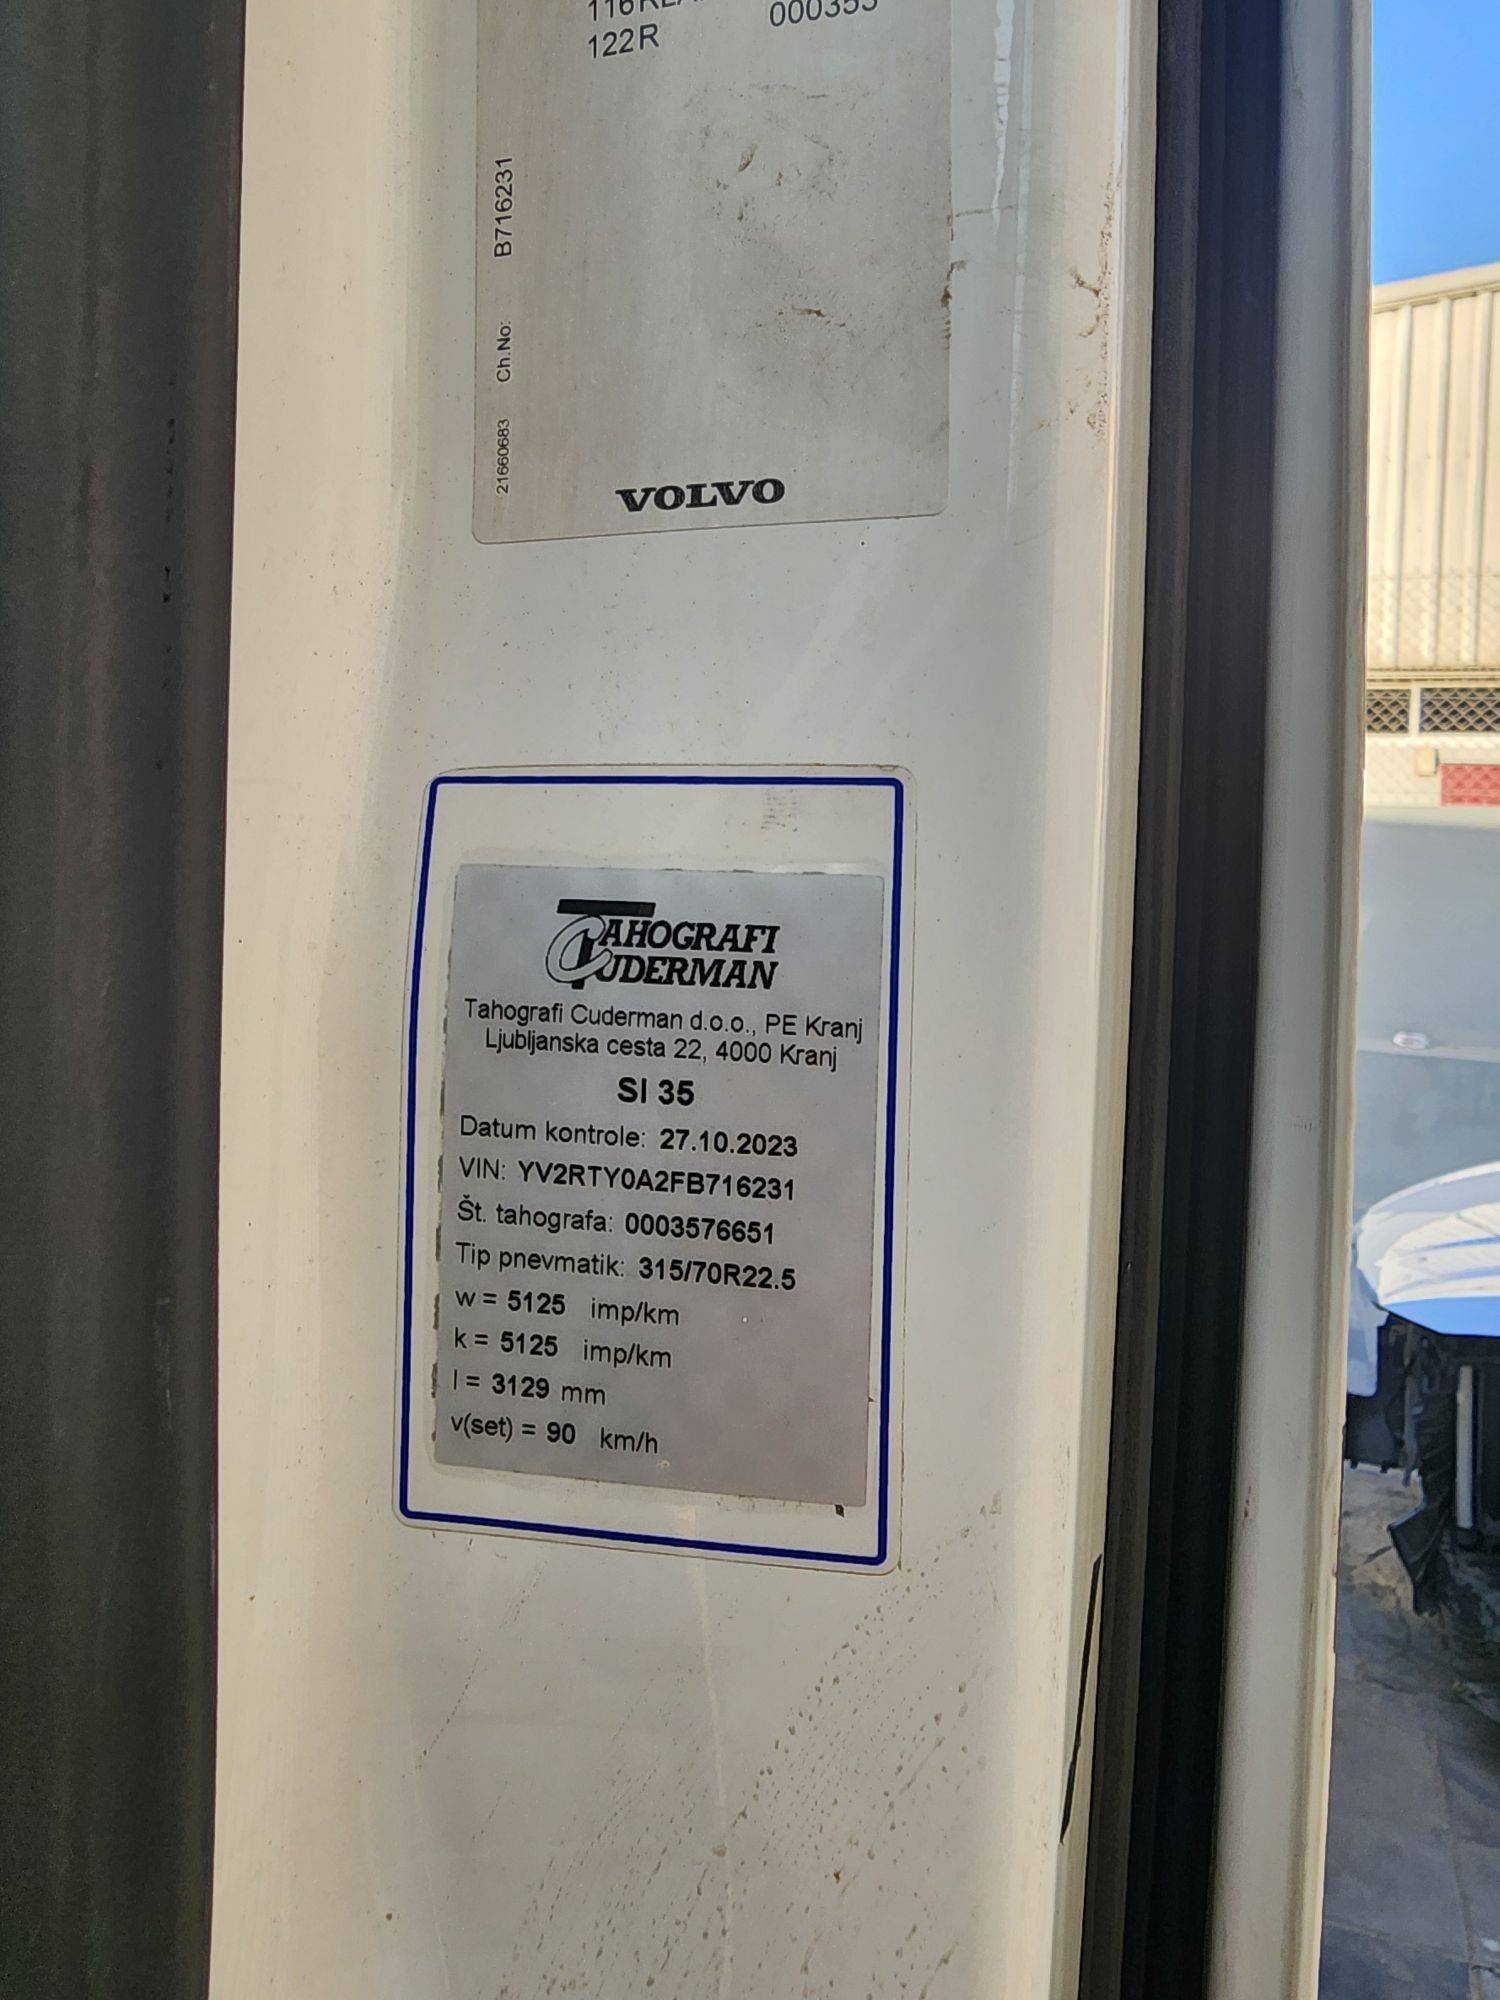 122R
Ch.No: B716231
21660683
VOLVO
TAHOGRAFI
CUDERMAN
Tahografi Cuderman d.o.o., PE Kranj
Ljubljanska cesta 22, 4000 Kranj
SI 35
Datum kontrole: 27.10.2023
VIN: YV2RTY0A2FB716231
Št. tahografa: 0003576651
Tip pnevmatik: 315/70R22.5
w = 5125 imp/km
k = 5125 imp/km
l = 3129 mm
v(set) = 90 km/h